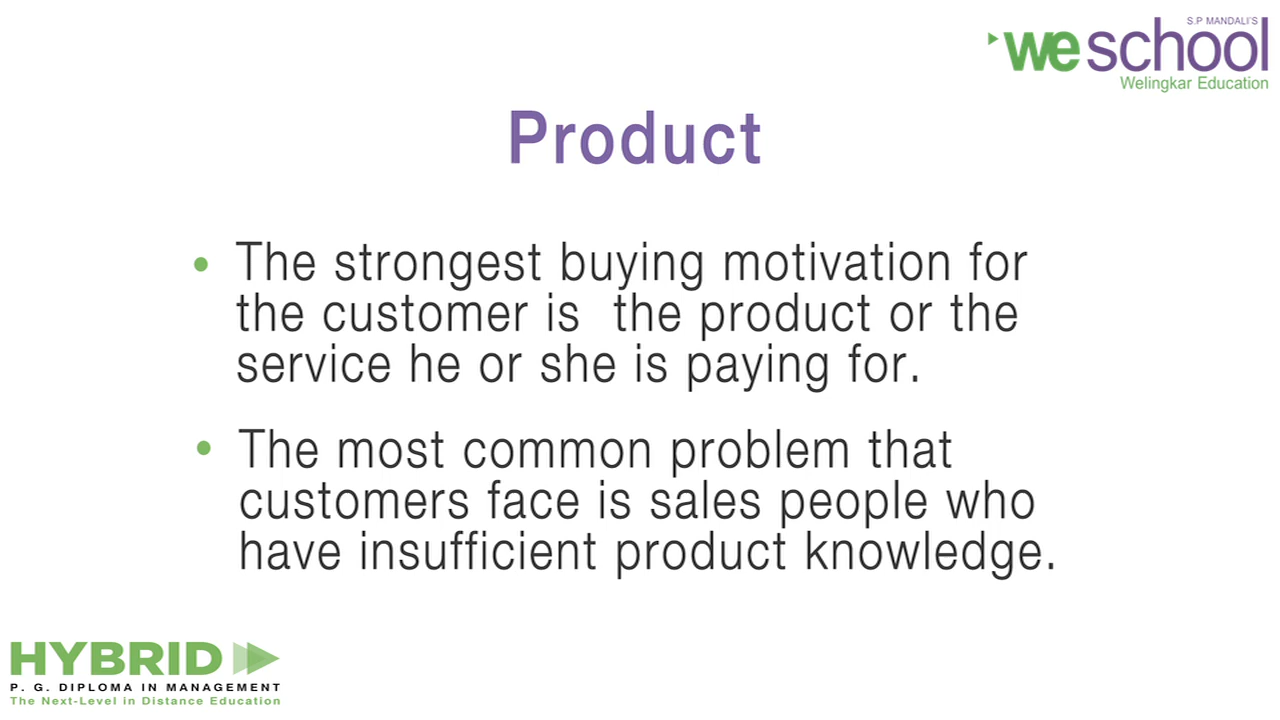 S.P MANDALI'S
we school
Welingkar Education
Product
• The strongest buying motivation for
the customer is  the product or the
service he or she is paying for.
• The most common problem that
customers face is sales people who
have insufficient product knowledge.
HYBRID
P. G. DIPLOMA IN MANAGEMENT
The Next-Level in Distance Education